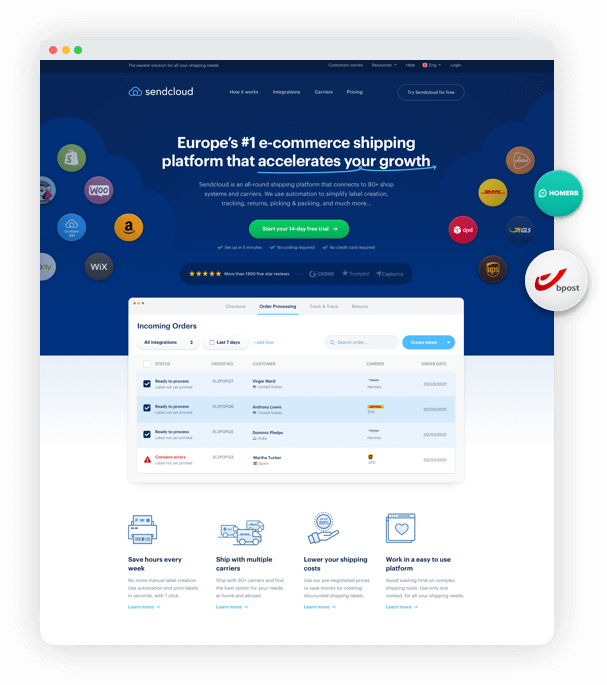 The easiest solution for all your shipping needs
Customer stories Resources Help Eng Login
sendcloud
How it works Integrations Carriers Pricing
Try Sendcloud for free
Europe's #1 e-commerce shipping
platform that accelerates your growth
Sendcloud is an all-round shipping platform that connects to 80+ shop
systems and carriers. We use automation to simplify label creation,
tracking, returns, picking & packing, and much more...
Start your 14-day free trial →
Set up in 5 minutes No coding required No credit card required
WOO
WiX
DHL
HOMERR
dpd
GLS
ups
bpost
More than 1900 five star reviews
CROWD
Trustpilot
Capterra
Checkout Order Processing Track & Trace Returns
Incoming Orders
All integrations Last 7 days + add filter Search order... Create labels
STATUS ORDER NO. CUSTOMER CARRIER ORDER DATE
Ready to process XL2P0PQ7 Virgie Ward 02/02/2021
Label not yet printed United States Hermes
Ready to process XL2P0PQ6 Anthony Lewis 02/02/2021
Label not yet printed United States DHL
Ready to process XL2P0PQ5 Dominic Phelps 02/02/2021
Label not yet printed India Hermes
Contains errors XL2P0PQ4 Martha Tucker 02/02/2021
Label not yet printed Spain UPS
Save hours every
week
No more manual label creation.
Use automation and print labels
in seconds, with 1 click.
Learn more →
Ship with multiple
carriers
Ship with 30+ carriers and find
the best option for your needs,
at home and abroad.
Learn more →
Lower your shipping
costs
Use our pre-negotiated prices
to save money by creating
discounted shipping labels.
Learn more →
Work in a easy to use
platform
Avoid wasting time on complex
shipping tools. Use only one
instead, for all your shipping needs.
Learn more →